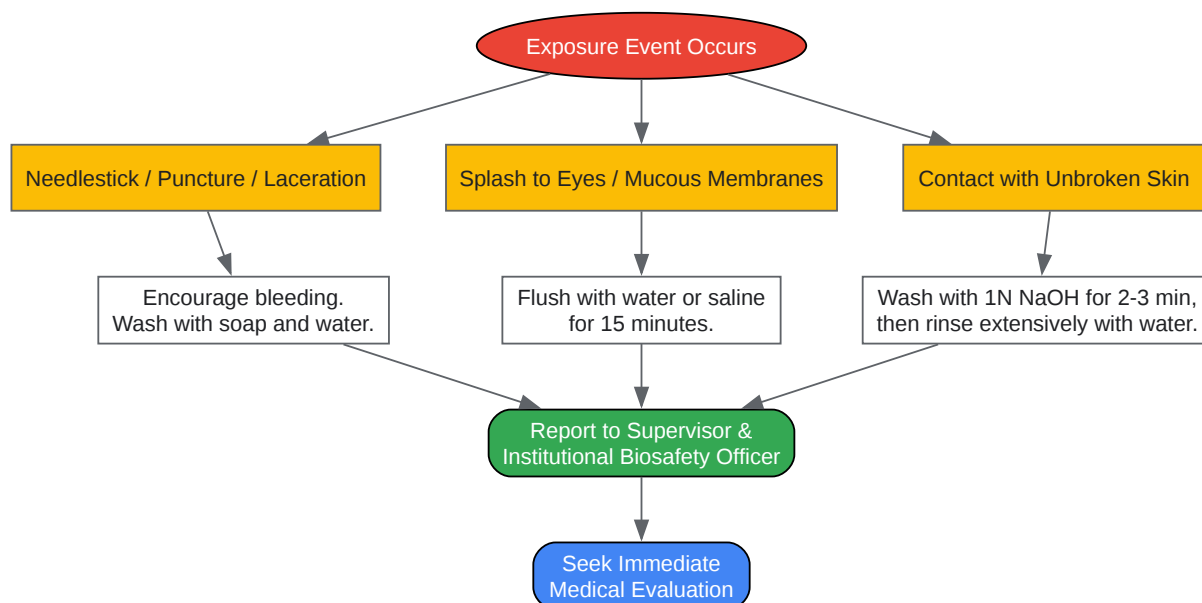 Exposure Event Occurs
Needlestick / Puncture / Laceration
Splash to Eyes / Mucous Membranes
Contact with Unbroken Skin
Encourage bleeding.
Wash with soap and water.
Flush with water or saline
for 15 minutes.
Wash with 1N NaOH for 2-3 min,
then rinse extensively with water.
Report to Supervisor &
Institutional Biosafety Officer
Seek Immediate
Medical Evaluation